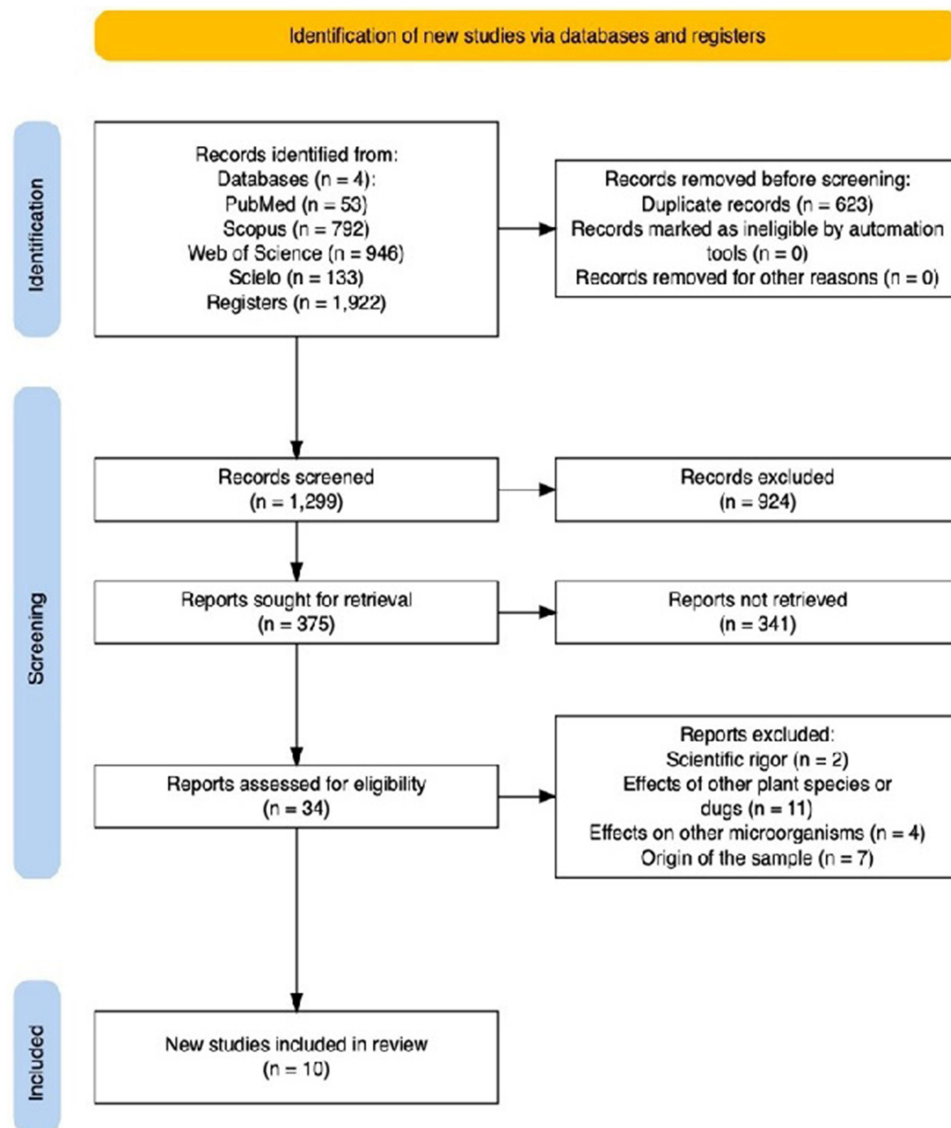 Identification of new studies via databases and registers
Identification
Records identified from:
Databases (n = 4):
PubMed (n = 53)
Scopus (n = 792)
Web of Science (n = 946)
Scielo (n = 133)
Registers (n = 1,922)
Records removed before screening:
Duplicate records (n = 623)
Records marked as ineligible by automation
tools (n = 0)
Records removed for other reasons (n = 0)
Screening
Records screened
(n = 1,299)
Records excluded
(n = 924)
Reports sought for retrieval
(n = 375)
Reports not retrieved
(n = 341)
Reports assessed for eligibility
(n = 34)
Reports excluded:
Scientific rigor (n = 2)
Effects of other plant species or
dugs (n = 11)
Effects on other microorganisms (n = 4)
Origin of the sample (n = 7)
Included
New studies included in review
(n = 10)